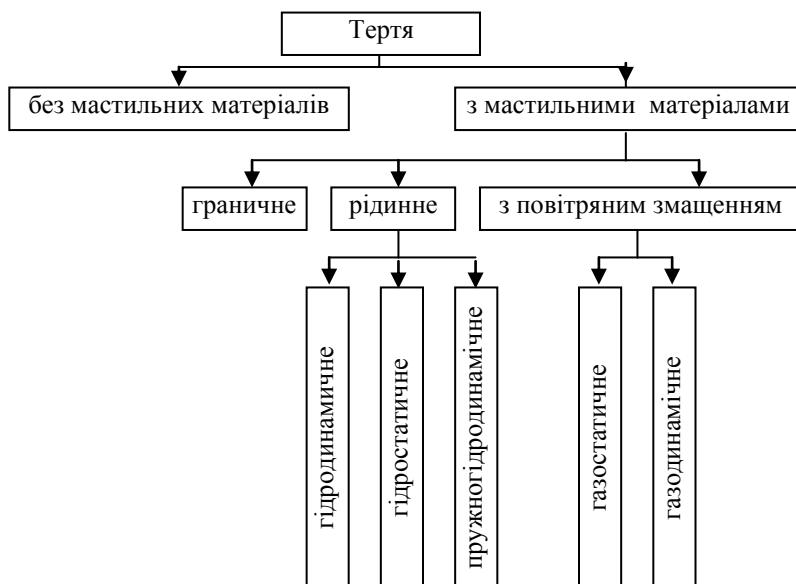 Тертя
без мастильних матеріалів
з мастильними матеріалами
граничне
рідинне
з повітряним змащенням
гідродинамичне
гідростатичне
пружногідродинамічне
газостатичне
газодинамічне